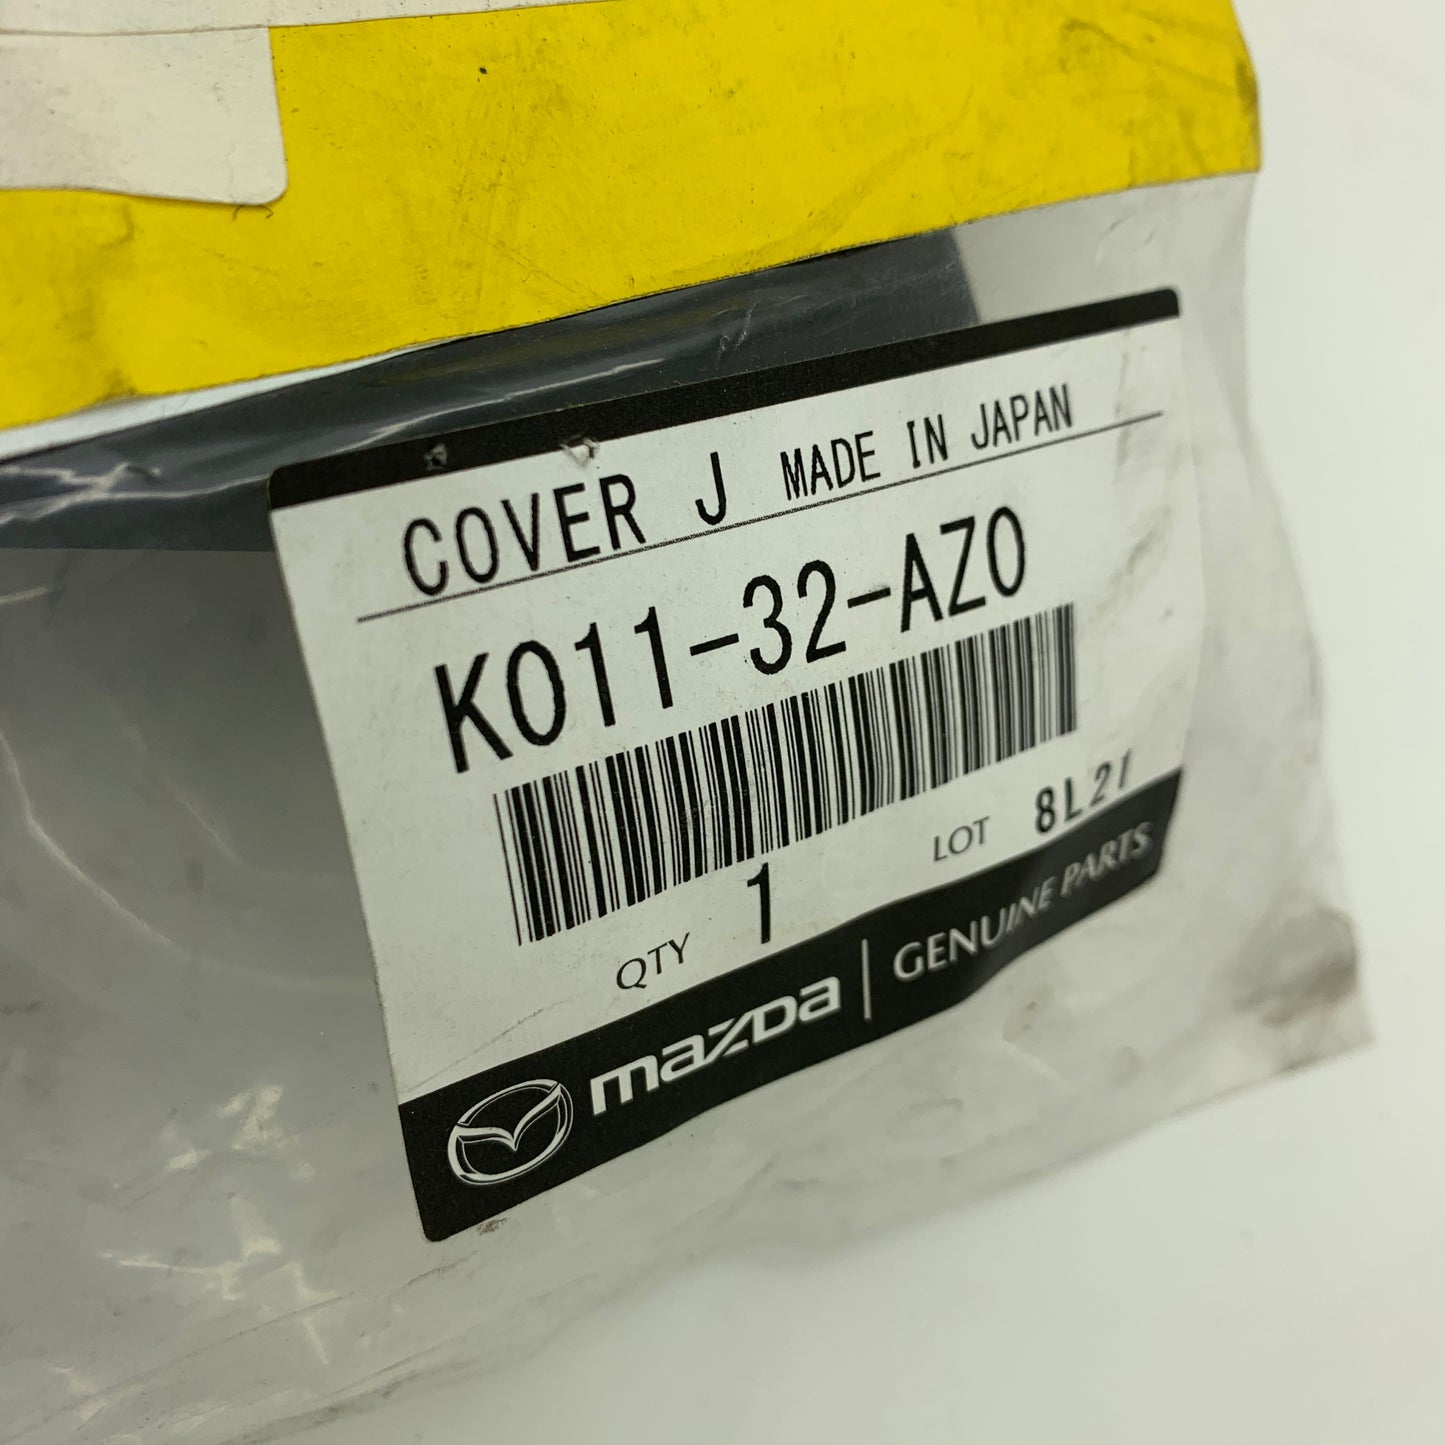 COVER J MADE IN JAPAN
K011-32-AZ0
QTY 1 LOT 8L21
mazda GENUINE PARTS